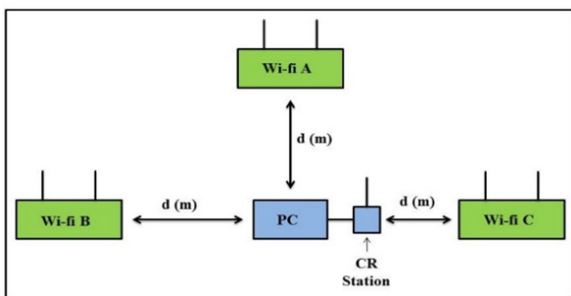 Wi-fi A
d (m)
d (m)
d (m)
Wi-fi B
PC
Wi-fi C
CR
Station